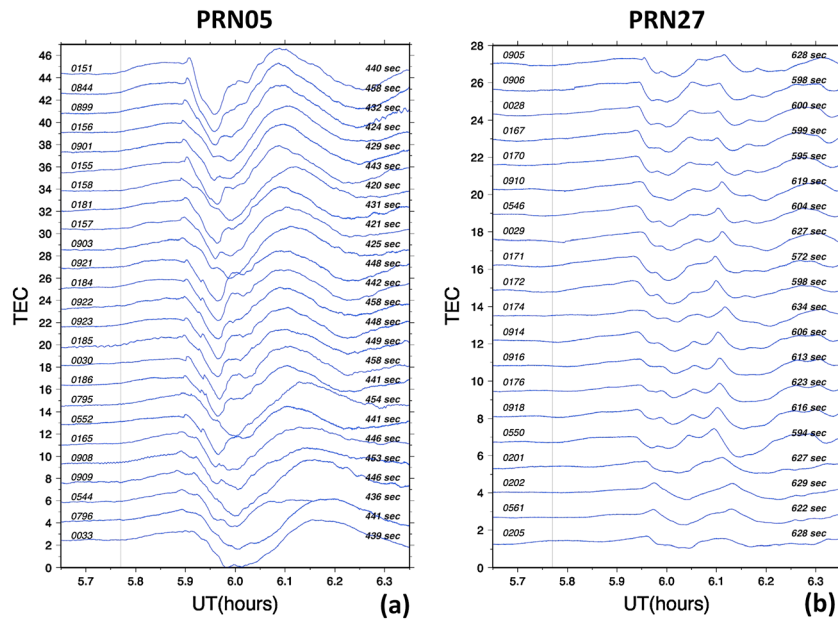 PRN05
PRN27
TEC
46
44
42
40
38
36
34
32
30
28
26
24
22
20
18
16
14
12
10
8
6
4
2
0
0151 440 sec
0844 458 sec
0899 432 sec
0156 424 sec
0901 429 sec
0155 443 sec
0158 420 sec
0181 431 sec
0157 421 sec
0903 425 sec
0921 448 sec
0184 442 sec
0922 458 sec
0923 448 sec
0185 449 sec
0030 458 sec
0186 441 sec
0795 454 sec
0552 441 sec
0165 446 sec
0908 453 sec
0909 446 sec
0544 436 sec
0796 441 sec
0033 439 sec
5.7 5.8 5.9 6.0 6.1 6.2 6.3
UT(hours)
(a)
TEC
28
26
24
22
20
18
16
14
12
10
8
6
4
2
0
0905 628 sec
0906 598 sec
0028 600 sec
0167 599 sec
0170 595 sec
0910 619 sec
0546 604 sec
0029 627 sec
0171 572 sec
0172 598 sec
0174 634 sec
0914 606 sec
0916 613 sec
0176 623 sec
0918 616 sec
0550 594 sec
0201 627 sec
0202 629 sec
0561 622 sec
0205 628 sec
5.7 5.8 5.9 6.0 6.1 6.2 6.3
UT(hours)
(b)